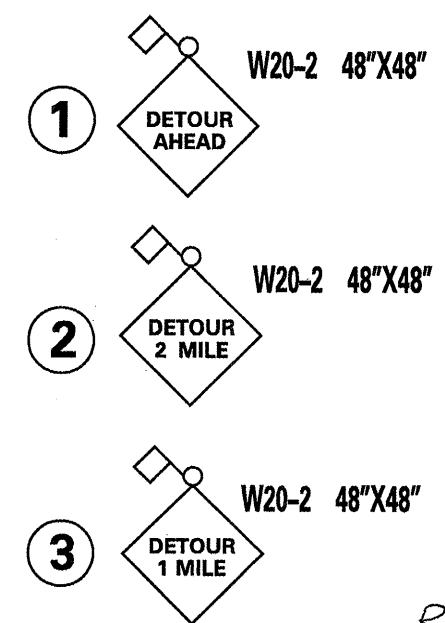 W20-2 48"X48"
1
DETOUR
AHEAD
W20-2 48"X48"
2
DETOUR
2 MILE
W20-2 48"X48"
3
DETOUR
1 MILE